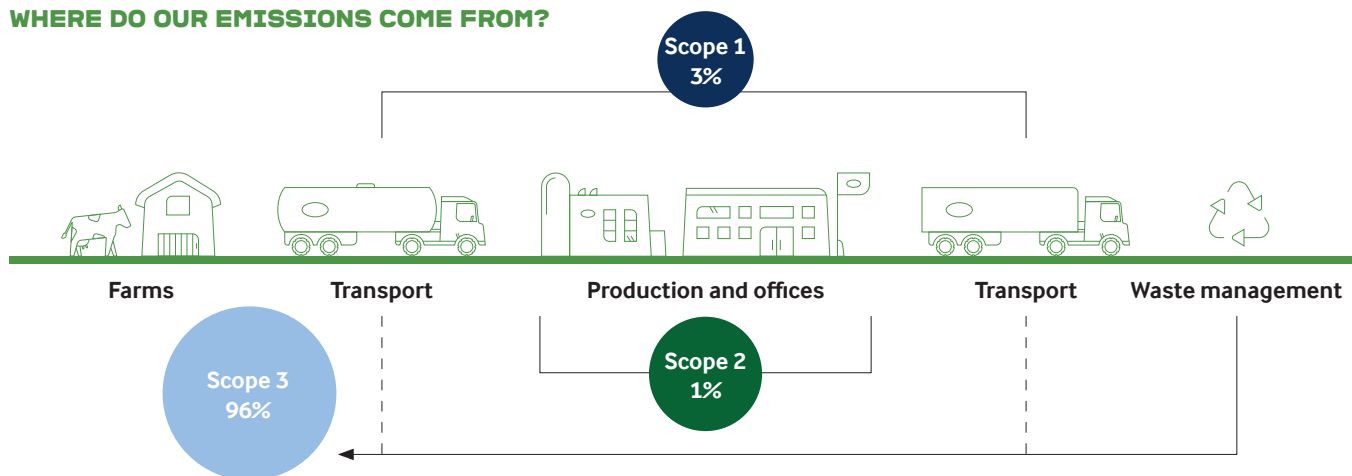 WHERE DO OUR EMISSIONS COME FROM?
Scope 1
3%
Farms
Transport
Production and offices
Transport
Waste management
Scope 3
96%
Scope 2
1%